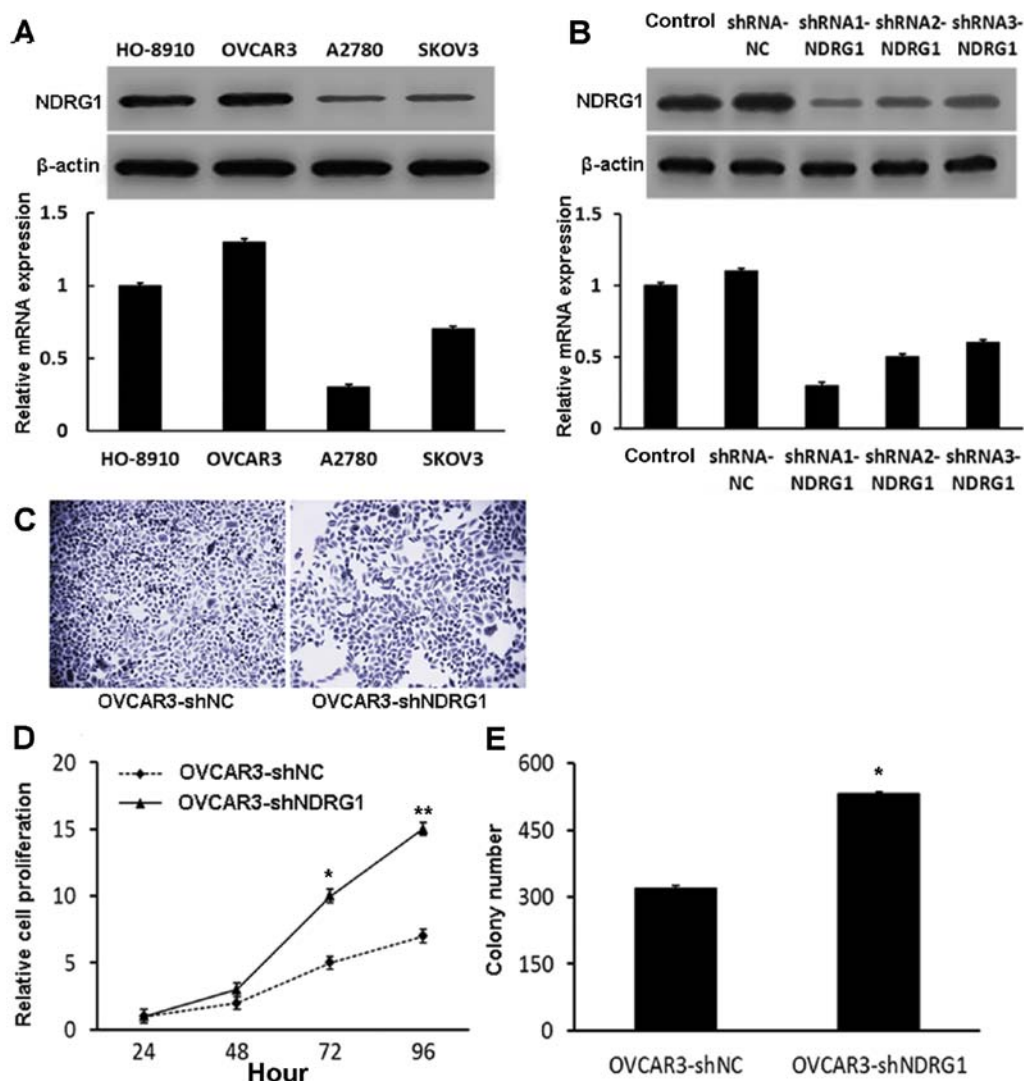 A
HO-8910 OVCAR3 A2780 SKOV3
NDRG1
β-actin
Relative mRNA expression
1.5
1
0.5
0
HO-8910 OVCAR3 A2780 SKOV3
B
Control shRNA-NC shRNA1-NDRG1 shRNA2-NDRG1 shRNA3-NDRG1
NDRG1
β-actin
Relative mRNA expression
1.5
1
0.5
0
Control shRNA-NC shRNA1-NDRG1 shRNA2-NDRG1 shRNA3-NDRG1
C
OVCAR3-shNC OVCAR3-shNDRG1
D
Relative cell proliferation
20
15
10
5
0
OVCAR3-shNC
OVCAR3-shNDRG1
*
**
24 48 72 96
Hour
E
Colony number
600
450
300
150
0
*
OVCAR3-shNC OVCAR3-shNDRG1